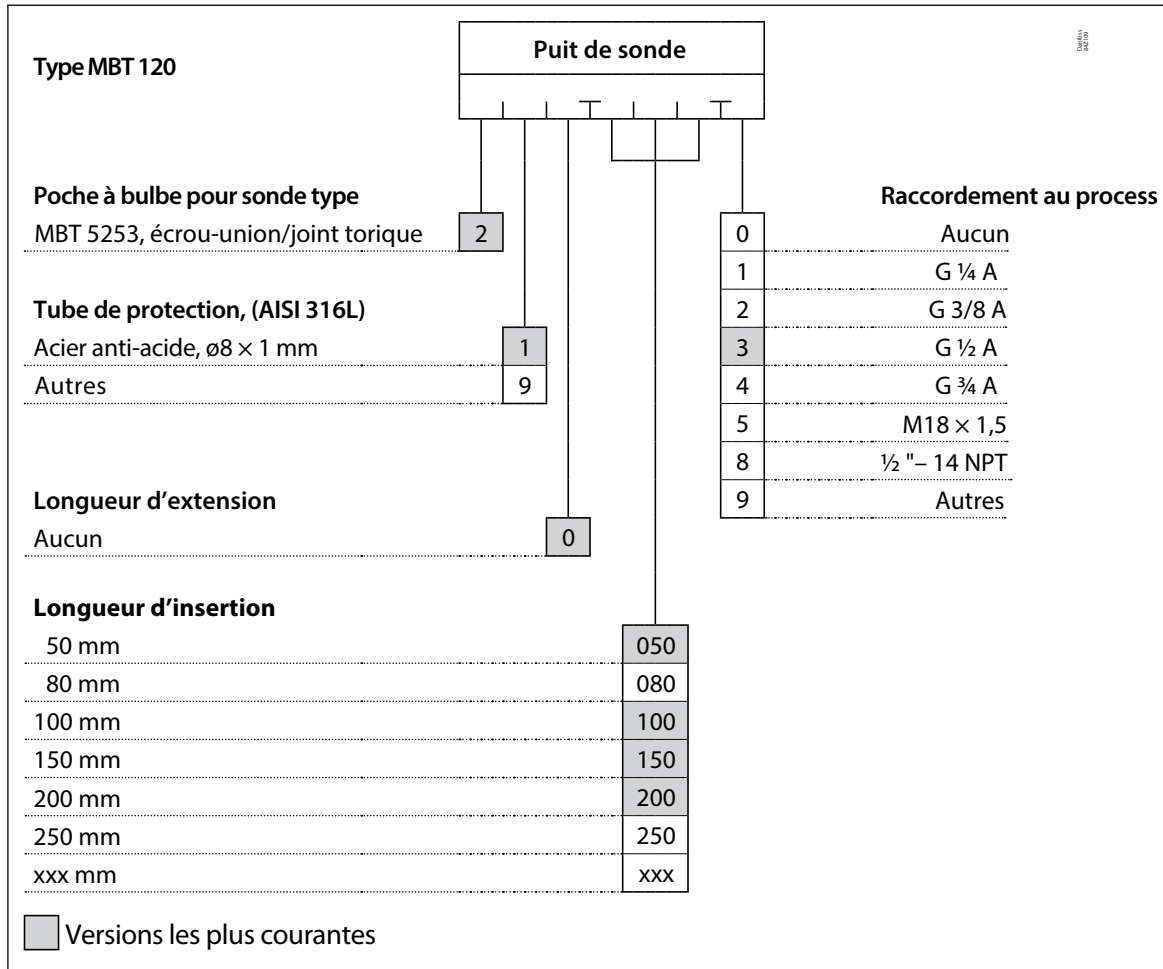 Type MBT 120
Puit de sonde
Danfoss
Poche à bulbe pour sonde type
MBT 5253, écrou-union/joint torique 2
Tube de protection, (AISI 316L)
Acier anti-acide, ø8 × 1 mm 1
Autres 9
Longueur d’extension
Aucun 0
Longueur d’insertion
50 mm 050
80 mm 080
100 mm 100
150 mm 150
200 mm 200
250 mm 250
xxx mm xxx
Raccordement au process
0 Aucun
1 G ¼ A
2 G 3/8 A
3 G ½ A
4 G ¾ A
5 M18 × 1,5
8 ½ "– 14 NPT
9 Autres
Versions les plus courantes